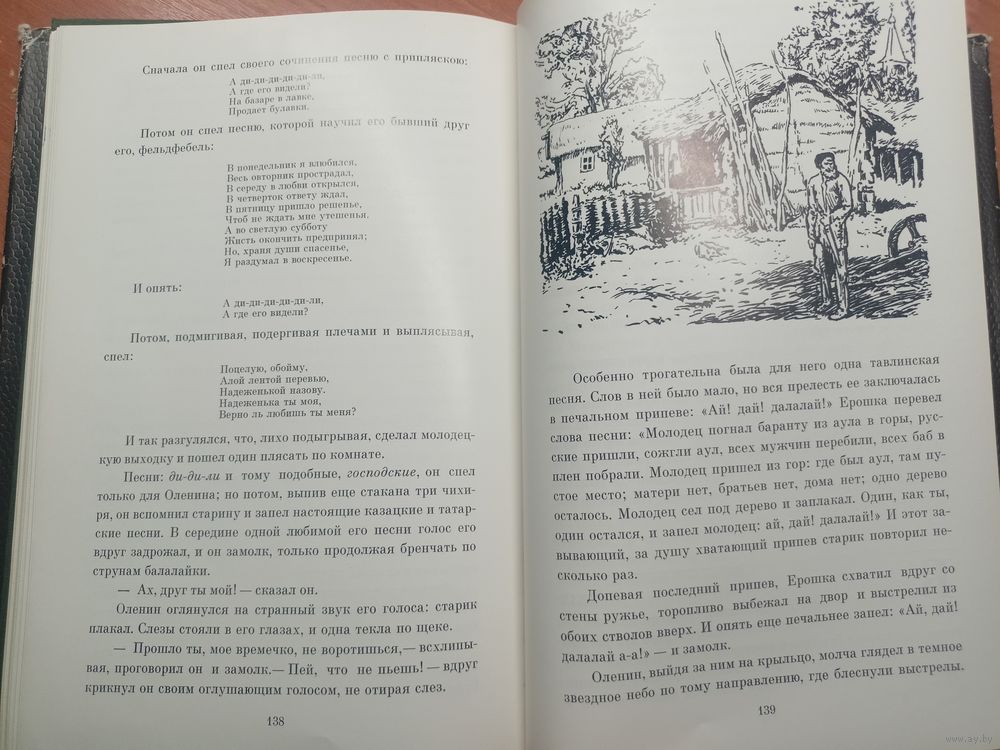 Сначала он спел своего сочинения песню с припляскою:
А ди-ди-ди-ди-ди-ли,
А где его видели?
На базаре в лавке,
Продает булавки.
Потом он спел песню, которой научил его бывший друг
его, фельдфебель:
В понедельник я влюбился,
Весь овторник прострадал,
В середу в любви открылся,
В четверток ответу ждал,
В пятницу пришло решенье,
Чтоб не ждать мне утешенья.
А во светлую субботу
Жисть окончить предпринял;
Но, храня души спасенье,
Я раздумал в воскресенье.
И опять:
А ди-ди-ди-ди-ди-ли,
А где его видели?
Потом, подмигивая, подергивая плечами и выплясывая,
спел:
Поцелую, обойму,
Алой лентой перевью,
Надеженькой назову.
Надеженька ты моя,
Верно ль любишь ты меня?
И так разгулялся, что, лихо подыгрывая, сделал молодец-
кую выходку и пошел один плясать по комнате.
Песни: ди-ди-ли и тому подобные, господские, он спел
только для Оленина; но потом, выпив еще стакана три чихи-
ря, он вспомнил старину и запел настоящие казацкие и татар-
ские песни. В середине одной любимой его песни голос его
вдруг задрожал, и он замолк, только продолжая бренчать по
струнам балалайки.
— Ах, друг ты мой! — сказал он.
Оленин оглянулся на странный звук его голоса: старик
плакал. Слезы стояли в его глазах, и одна текла по щеке.
— Прошло ты, мое времечко, не воротишься,— всхлипы-
вая, проговорил он и замолк.— Пей, что не пьешь! — вдруг
крикнул он своим оглушающим голосом, не отирая слез.
138
Особенно трогательна была для него одна тавлинская
песня. Слов в ней было мало, но вся прелесть ее заключалась
в печальном припеве: «Ай! дай! далалай!» Ерошка перевел
слова песни: «Молодец погнал баранту из аула в горы, рус-
ские пришли, сожгли аул, всех мужчин перебили, всех баб в
плен побрали. Молодец пришел из гор: где был аул, там пу-
стое место; матери нет, братьев нет, дома нет; одно дерево
осталось. Молодец сел под дерево и заплакал. Один, как ты,
один остался, и запел молодец: ай, дай! далалай!» И этот за-
вывающий, за душу хватающий припев старик повторил не-
сколько раз.
Допевая последний припев, Ерошка схватил вдруг со
стены ружье, торопливо выбежал на двор и выстрелил из
обоих стволов вверх. И опять еще печальнее запел: «Ай, дай!
далалай а-а!» — и замолк.
Оленин, выйдя за ним на крыльцо, молча глядел в темное
звездное небо по тому направлению, где блеснули выстрелы.
139
www.ay.by